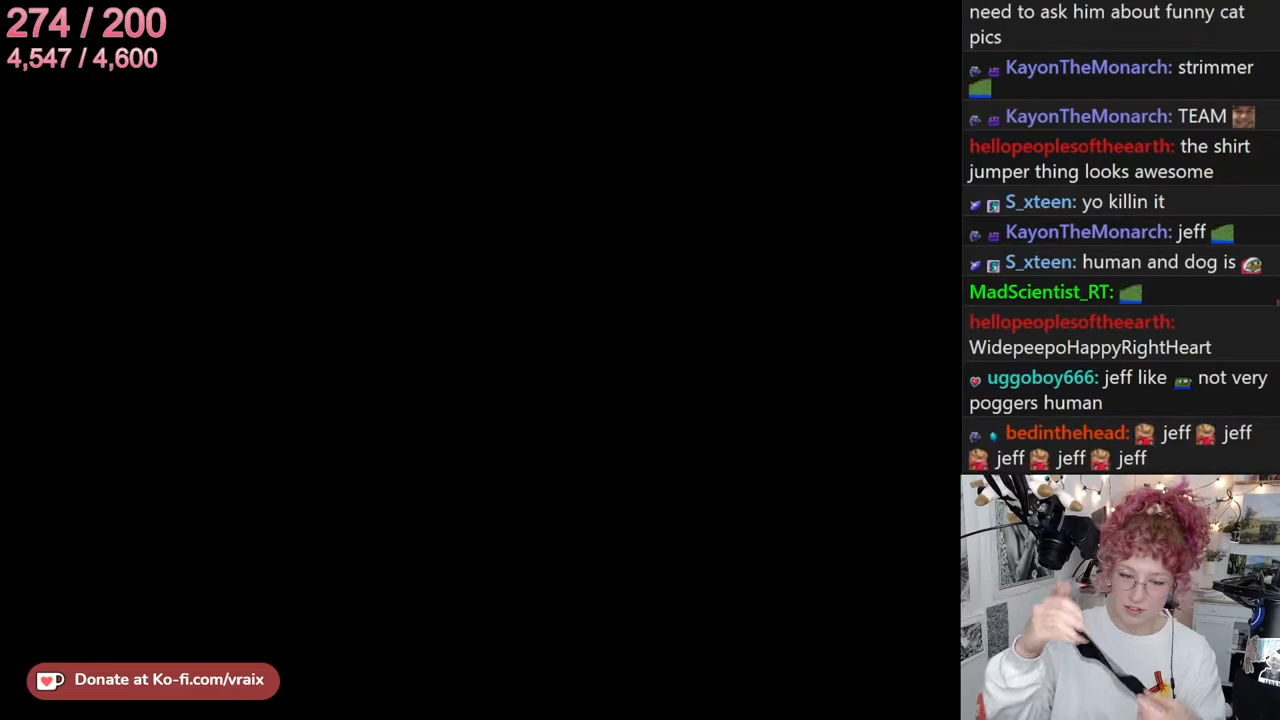 274 / 200
4,547 / 4,600
need to ask him about funny cat
pics
KayonTheMonarch: strimmer
KayonTheMonarch: TEAM
hellopeoplesoftheearth: the shirt
jumper thing looks awesome
S_xteen: yo killin it
KayonTheMonarch: jeff
S_xteen: human and dog is
MadScientist_RT:
hellopeoplesoftheearth:
WidepeepoHappyRightHeart
uggoboy666: jeff like not very
poggers human
bedinthehead: jeff jeff
jeff jeff jeff
Donate at Ko-fi.com/vraix